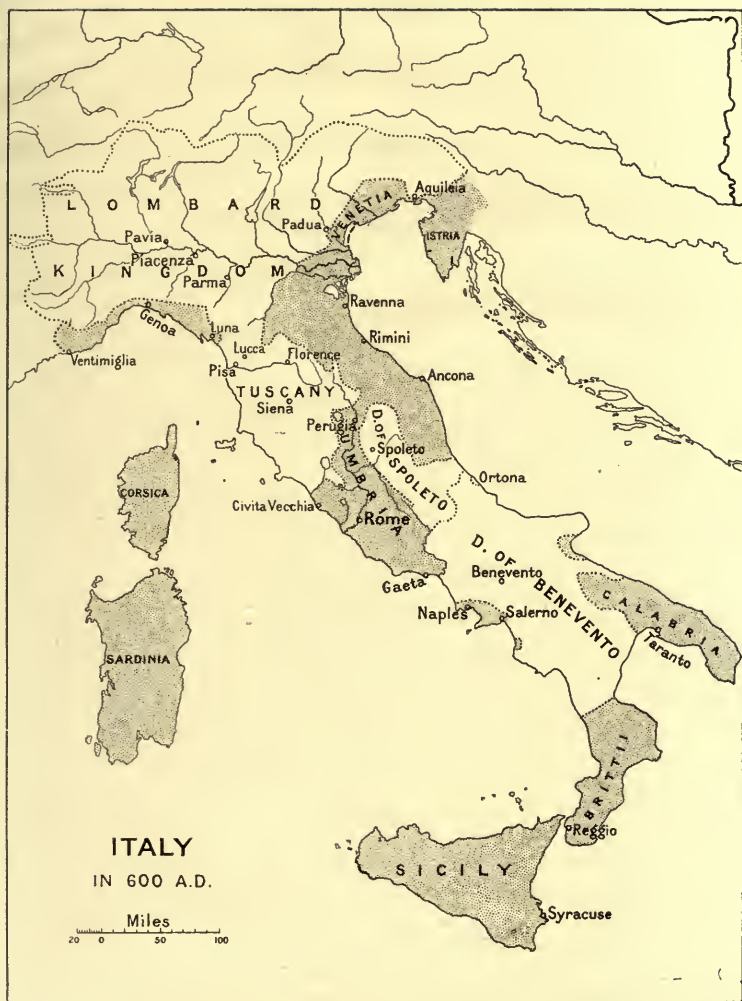 LOMBARD
KINGDOM
VENETIA
Aquileia
ISTRIA
Padua
Pavia
Piacenza
Parma
Genoa
Ventimiglia
Luna
Lucca
Pisa
Florence
Ravenna
Rimini
Ancona
TUSCANY
Siena
Perugia
UMBRIA
D. OF SPOLETO
Spoleto
Ortona
CORSICA
Civita Vecchia
Rome
Gaeta
D. OF BENEVENTO
Benevento
Naples
Salerno
CALABRIA
Taranto
SARDINIA
BRITTII
Reggio
SICILY
Syracuse
ITALY
IN 600 A.D.
Miles
20 0 50 100